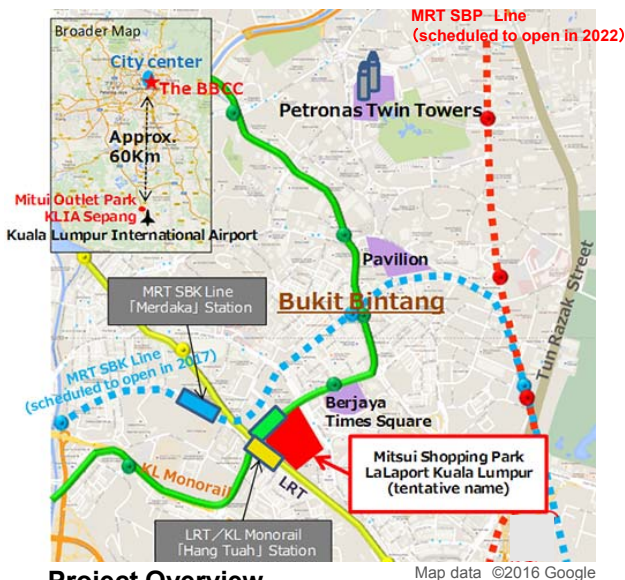 Broader Map
City center
The BBCC
Approx.
60Km
Mitui Outlet Park
KLIA Sepang
Kuala Lumpur International Airport
MRT SBP Line
(scheduled to open in 2022)
Petronas Twin Towers
Pavilion
Tun Razak Street
MRT SBK Line
「Merdaka」Station
Bukit Bintang
MRT SBK Line
(scheduled to open in 2017)
Berjaya
Times Square
KL Monorail
LRT
Mitsui Shopping Park
LaLaport Kuala Lumpur
(tentative name)
LRT／KL Monorail
「Hang Tuah」Station
Map data ©2016 Google
Project Overview